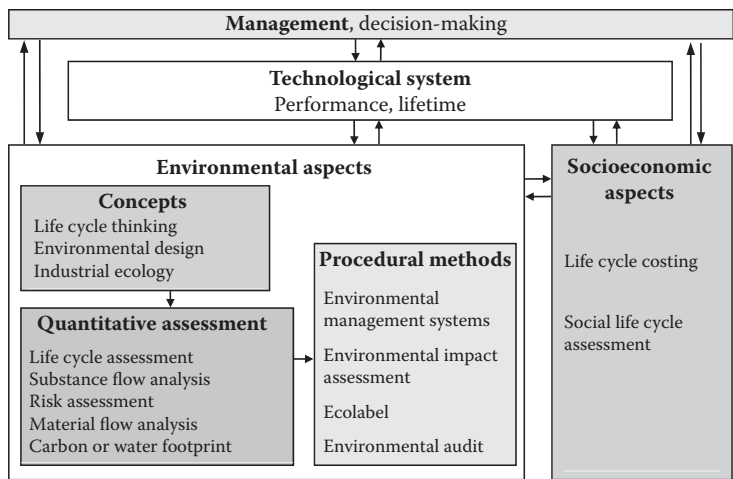 Management, decision-making
Technological system
Performance, lifetime
Environmental aspects
Concepts
Life cycle thinking
Environmental design
Industrial ecology
Quantitative assessment
Life cycle assessment
Substance flow analysis
Risk assessment
Material flow analysis
Carbon or water footprint
Procedural methods
Environmental
management systems
Environmental impact
assessment
Ecolabel
Environmental audit
Socioeconomic
aspects
Life cycle costing
Social life cycle
assessment